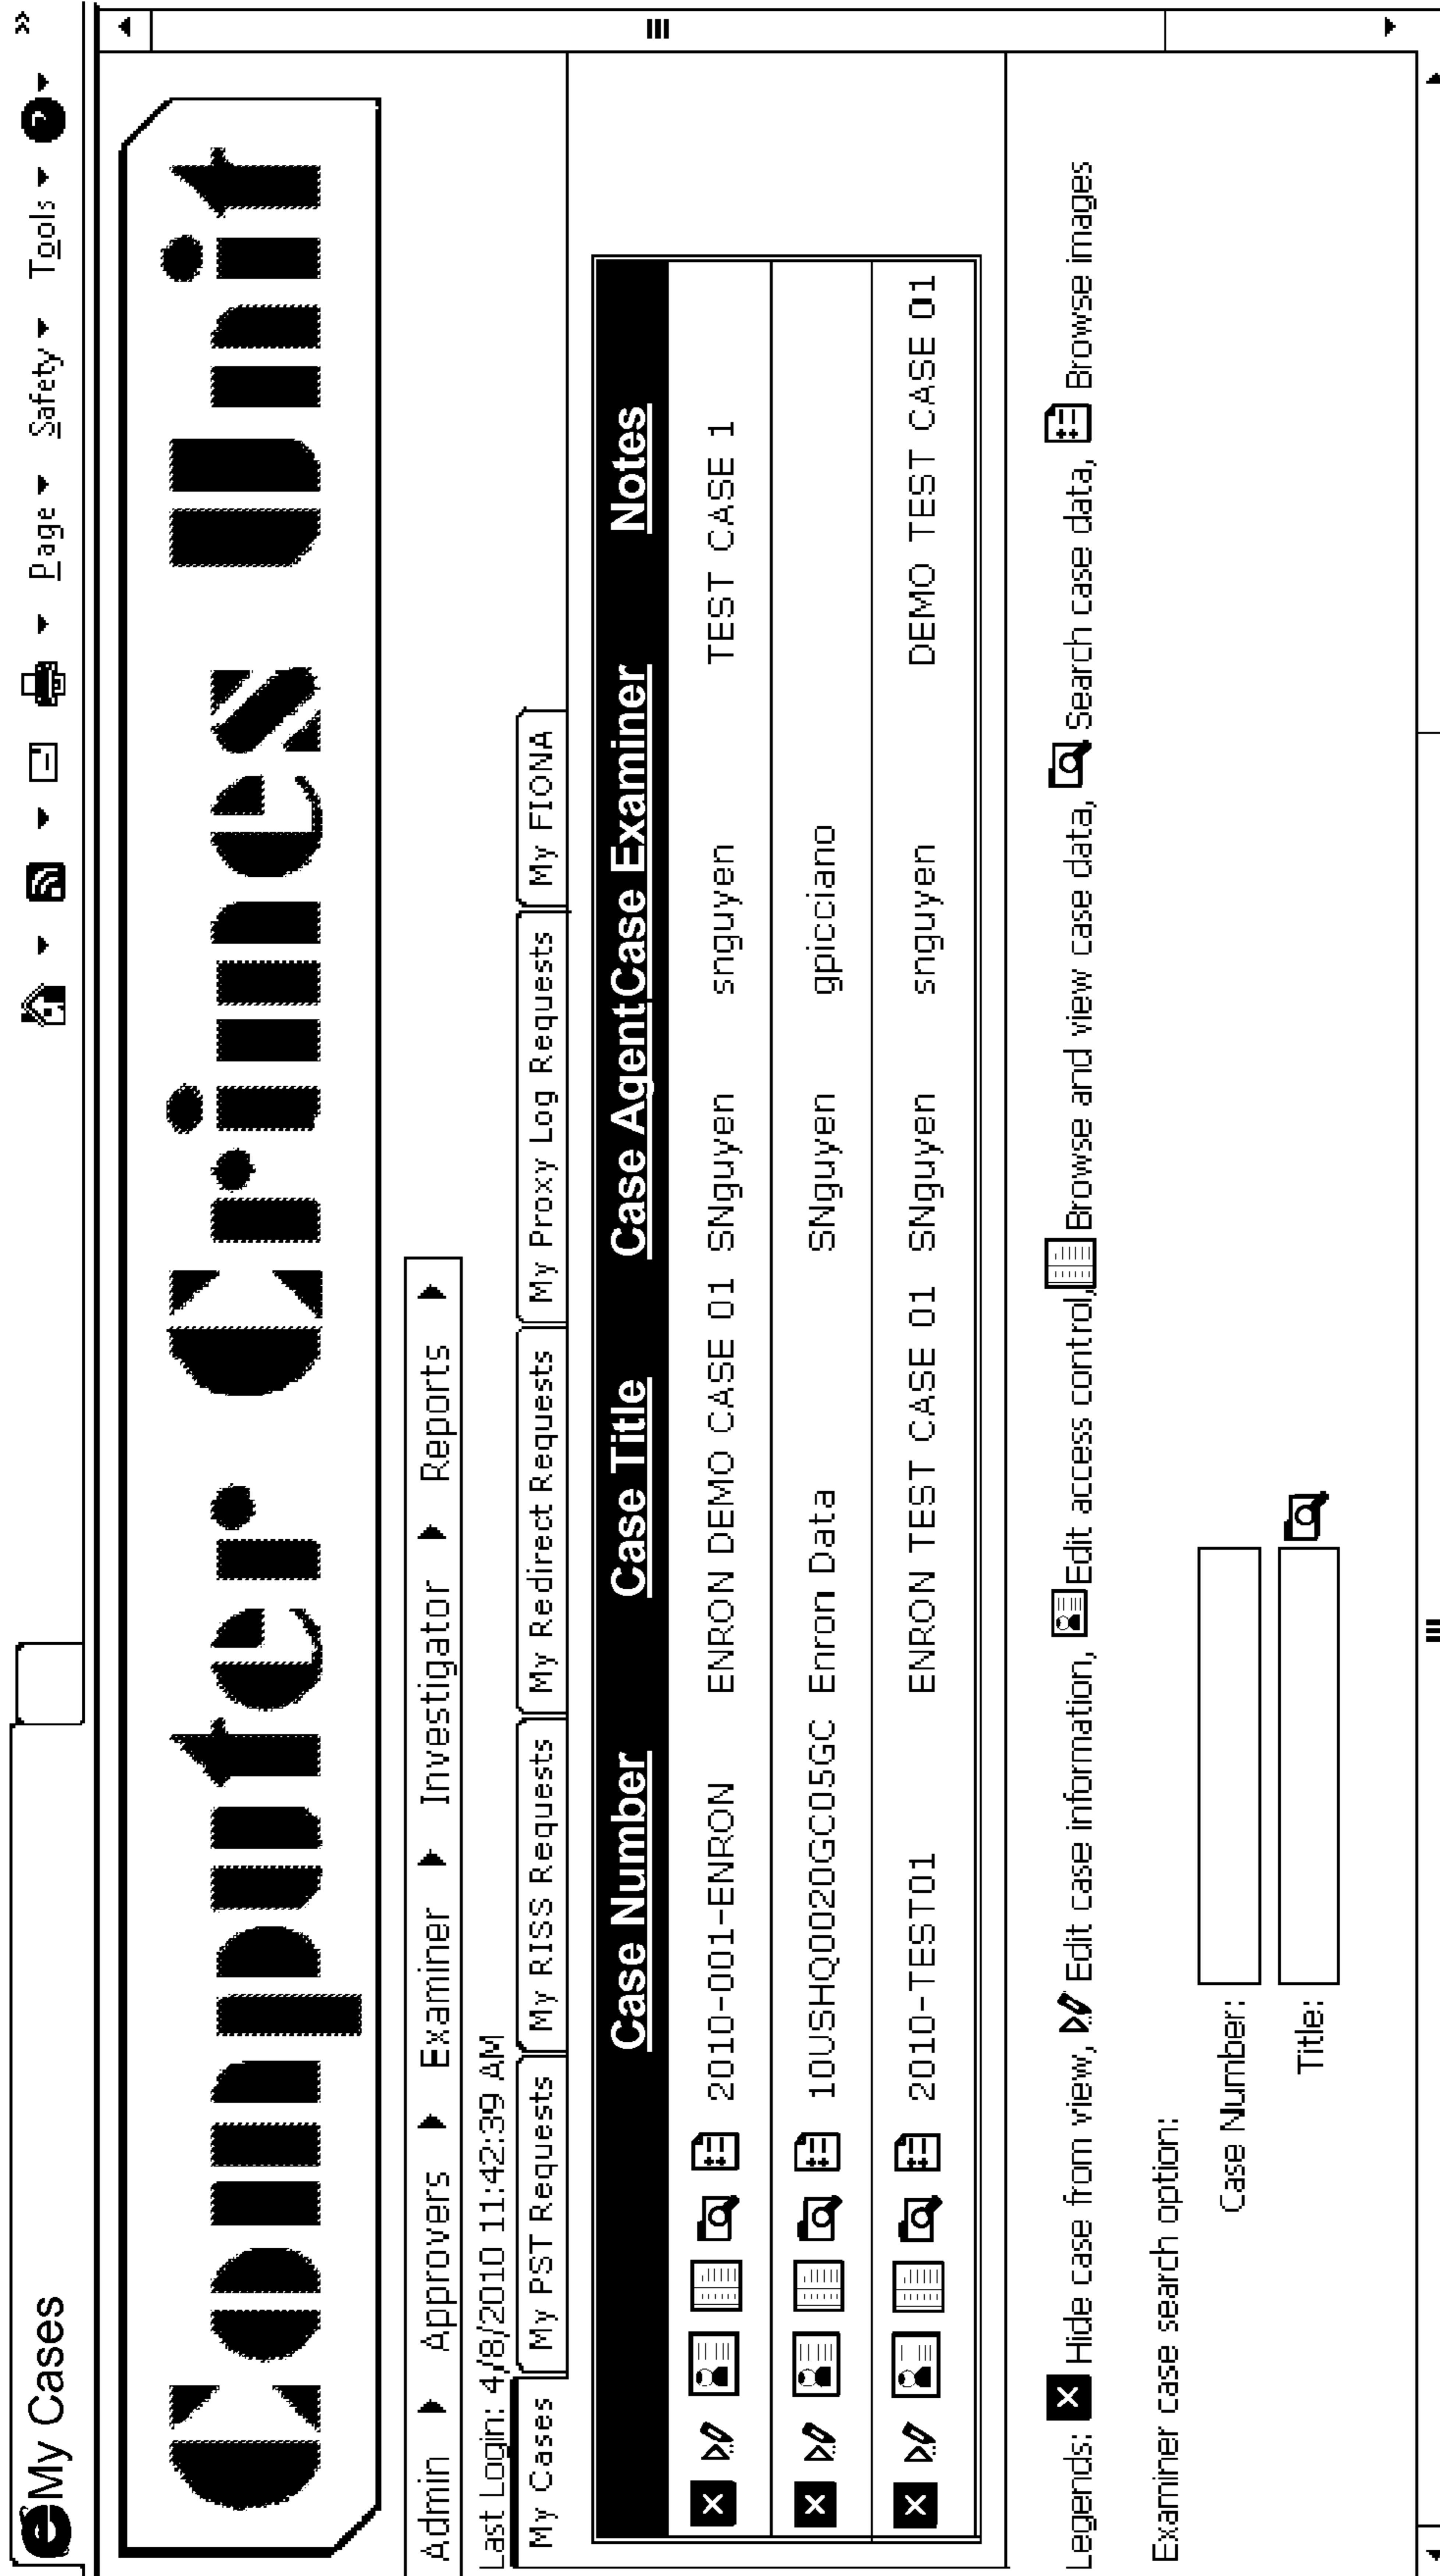 My Cases
Page Safety Tools
Computer Crimes Unit
Admin Approvers Examiner Investigator Reports
Last Login: 4/8/2010 11:42:39 AM
My Cases My PST Requests My RISS Requests My Redirect Requests My Proxy Log Requests My FIONA
Case Number Case Title Case Agent Case Examiner Notes
2010-001-ENRON ENRON DEMO CASE 01 SNguyen snguyen TEST CASE 1
10USHQ0020GC05GC Enron Data SNguyen gpicciano
2010-TEST01 ENRON TEST CASE 01 SNguyen snguyen DEMO TEST CASE 01
Legends: Hide case from view, Edit case information, Edit access control, Browse and view case data, Search case data, Browse images
Examiner case search option:
Case Number:
Title: